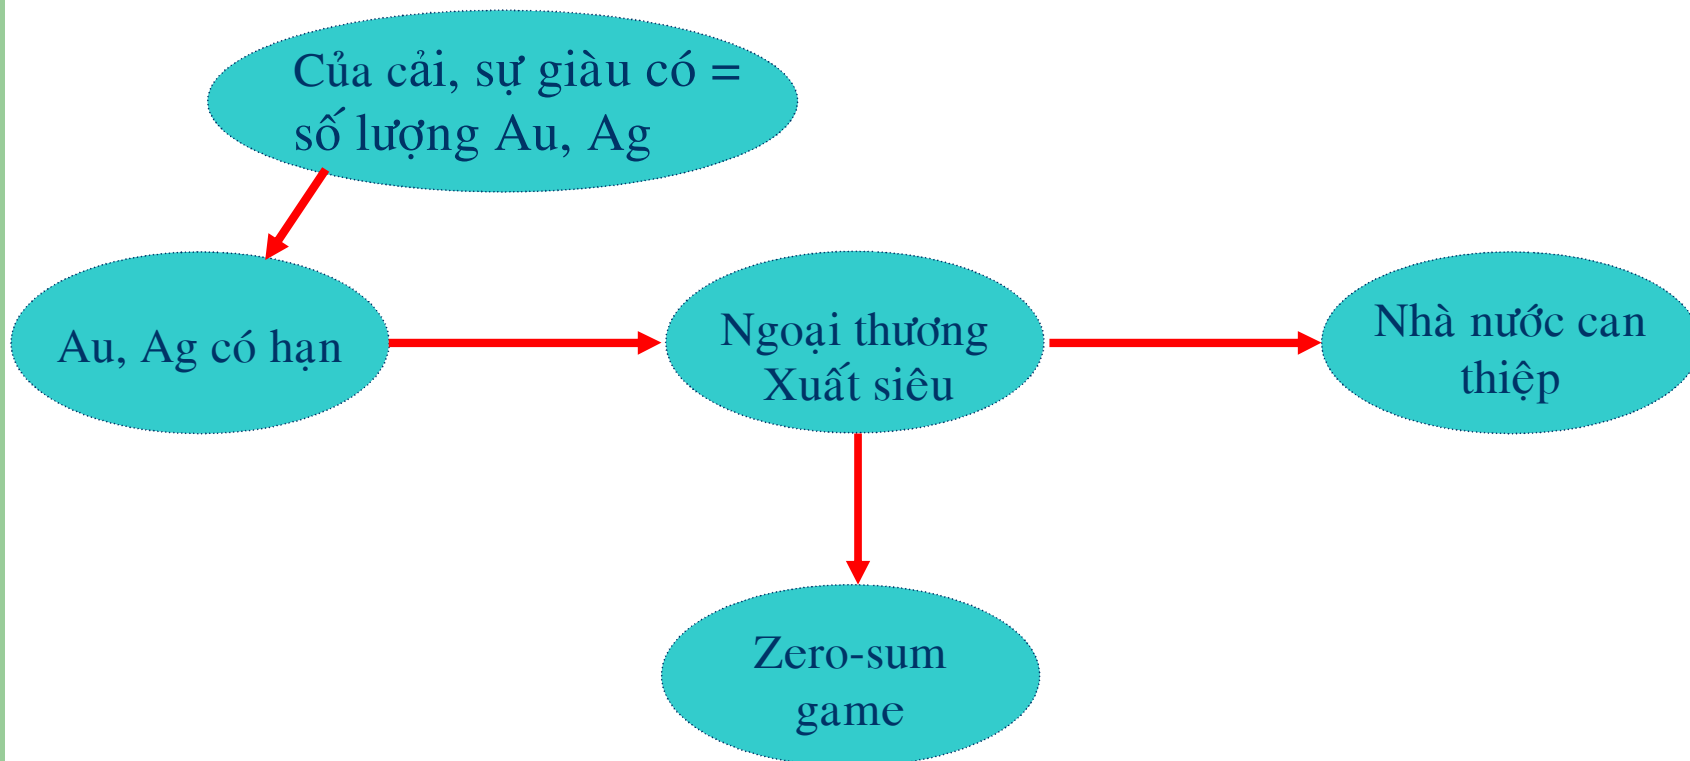 Của cải, sự giàu có =
số lượng Au, Ag
Au, Ag có hạn
Ngoại thương
Xuất siêu
Nhà nước can
thiệp
Zero-sum
game